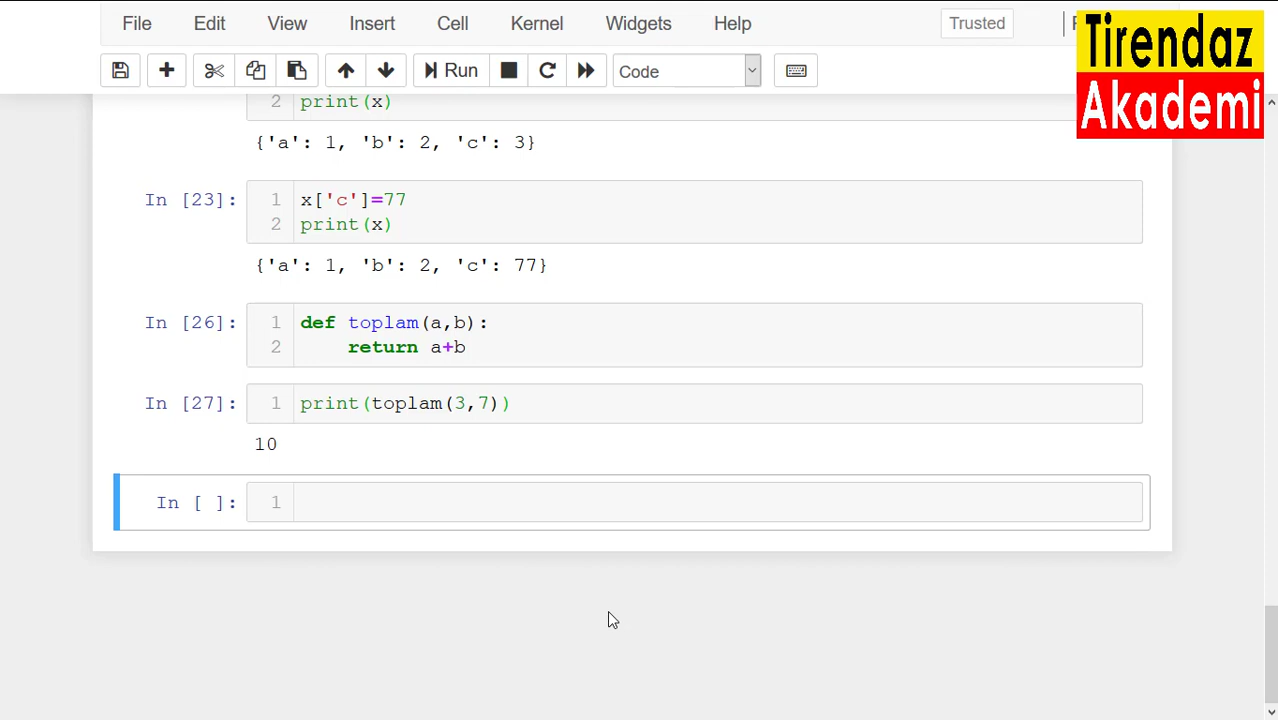 File Edit View Insert Cell Kernel Widgets Help Trusted
Tirendaz
Akademi
Run Code
2 print(x)
{'a': 1, 'b': 2, 'c': 3}
In [23]: 1 x['c']=77
2 print(x)
{'a': 1, 'b': 2, 'c': 77}
In [26]: 1 def toplam(a,b):
2 return a+b
In [27]: 1 print(toplam(3,7))
10
In [ ]: 1